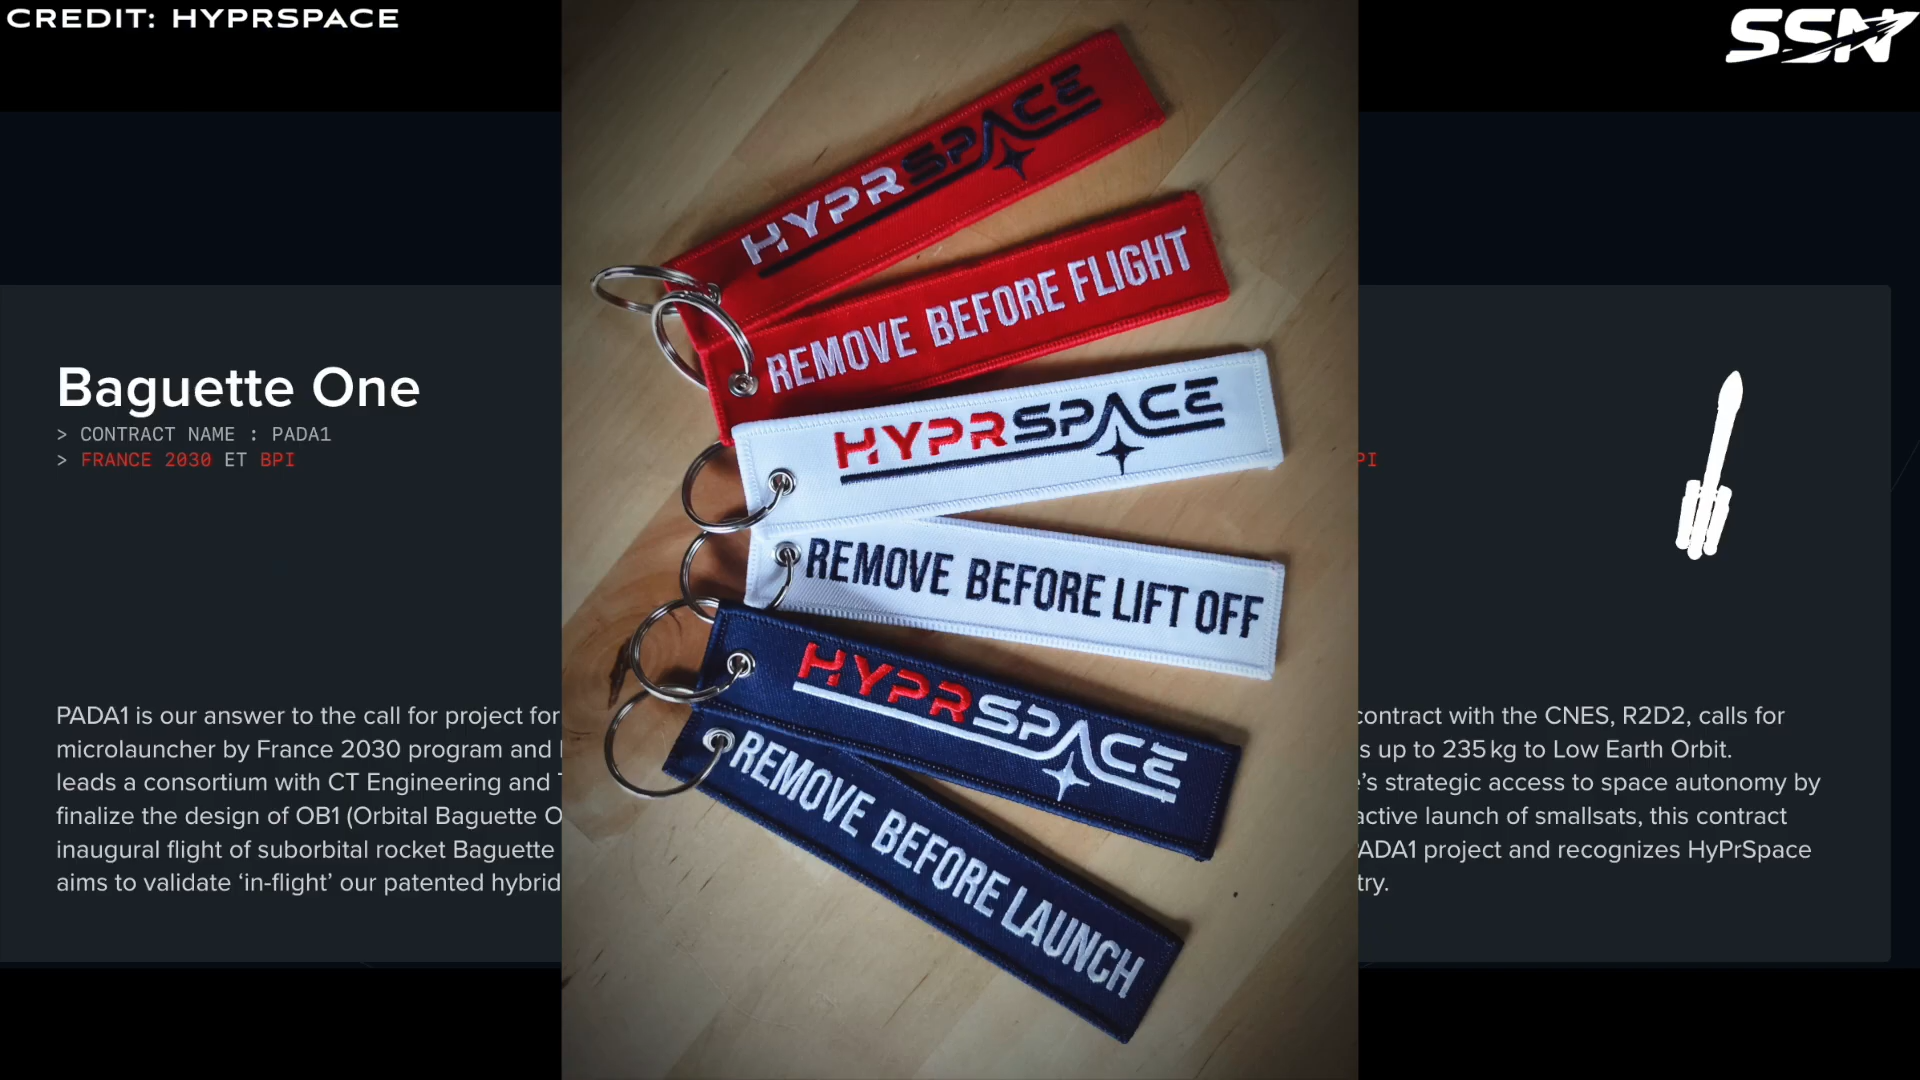 CREDIT: HYPRSPACE
SSN
HYPRSPACE
REMOVE BEFORE FLIGHT
HYPRSPACE
REMOVE BEFORE LIFT OFF
HYPRSPACE
REMOVE BEFORE LAUNCH
Baguette One
> CONTRACT NAME : PADA1
> FRANCE 2030 ET BPI
PADA1 is our answer to the call for project for
microlauncher by France 2030 program and
leads a consortium with CT Engineering and
finalize the design of OB1 (Orbital Baguette O
inaugural flight of suborbital rocket Baguette
aims to validate ‘in-flight’ our patented hybrid
PI
contract with the CNES, R2D2, calls for
s up to 235 kg to Low Earth Orbit.
’s strategic access to space autonomy by
active launch of smallsats, this contract
PADA1 project and recognizes HyPrSpace
try.